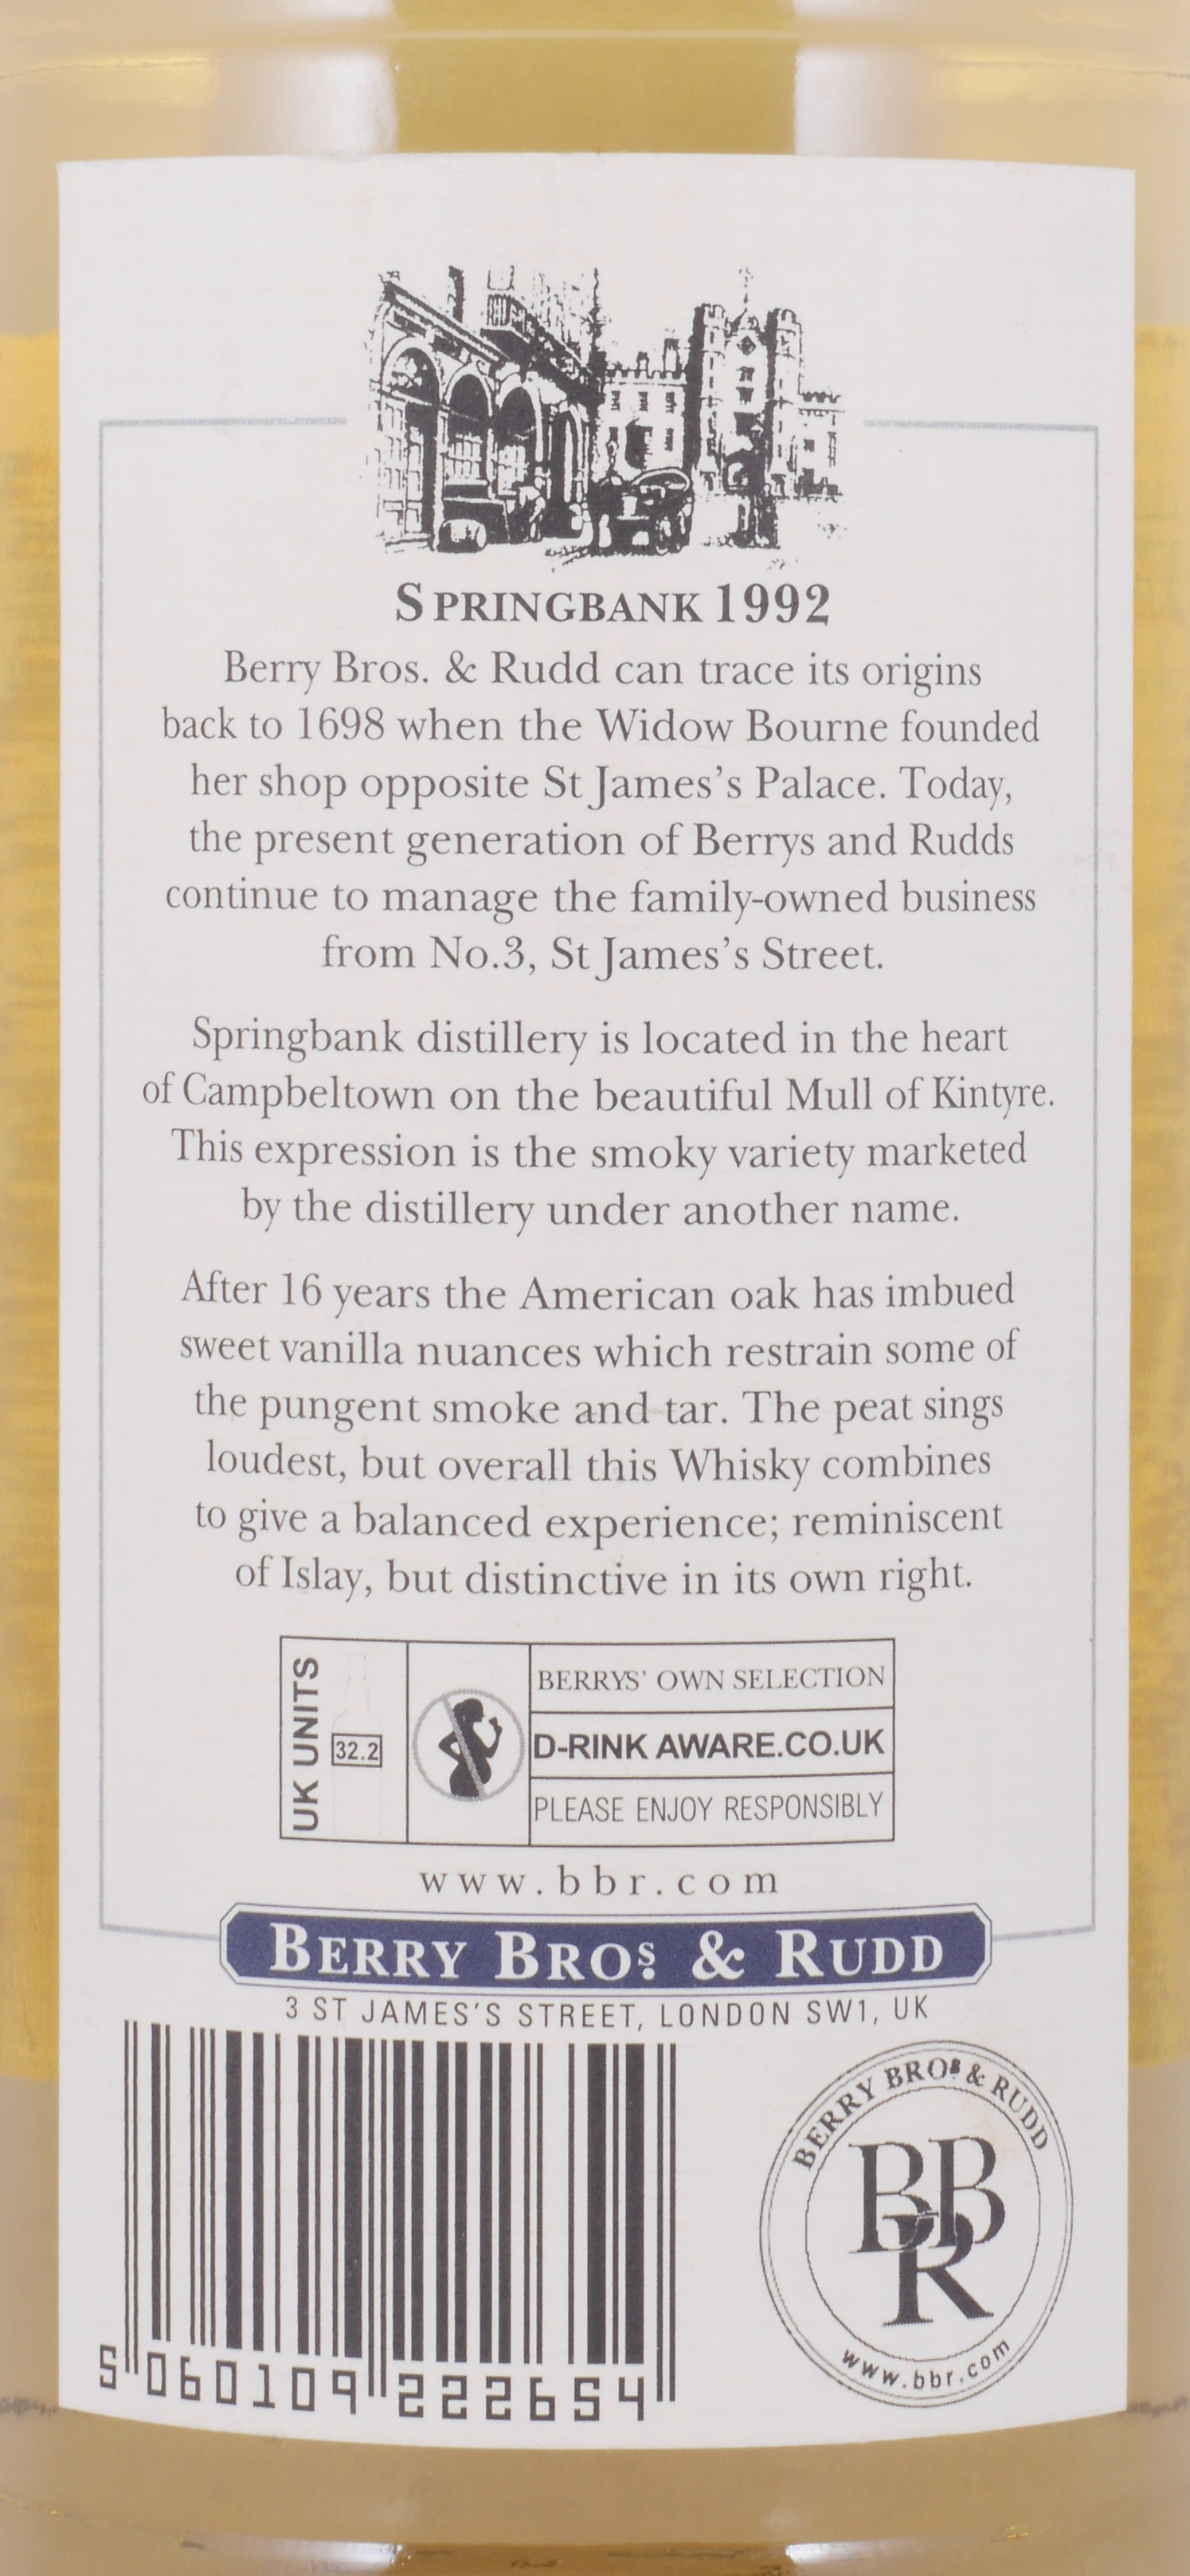 SPRINGBANK 1992
Berry Bros. & Rudd can trace its origins
back to 1698 when the Widow Bourne founded
her shop opposite St James's Palace. Today,
the present generation of Berrys and Rudds
continue to manage the family-owned business
from No.3, St James's Street.
Springbank distillery is located in the heart
of Campbeltown on the beautiful Mull of Kintyre.
This expression is the smoky variety marketed
by the distillery under another name.
After 16 years the American oak has imbued
sweet vanilla nuances which restrain some of
the pungent smoke and tar. The peat sings
loudest, but overall this Whisky combines
to give a balanced experience; reminiscent
of Islay, but distinctive in its own right.
UK UNITS
32.2
BERRYS' OWN SELECTION
D-RINK AWARE.CO.UK
PLEASE ENJOY RESPONSIBLY
www.bbr.com
BERRY BROS. & RUDD
3 ST JAMES'S STREET, LONDON SW1, UK
5 060109 222654
BERRY BROS. & RUDD
BBR
www.bbr.com